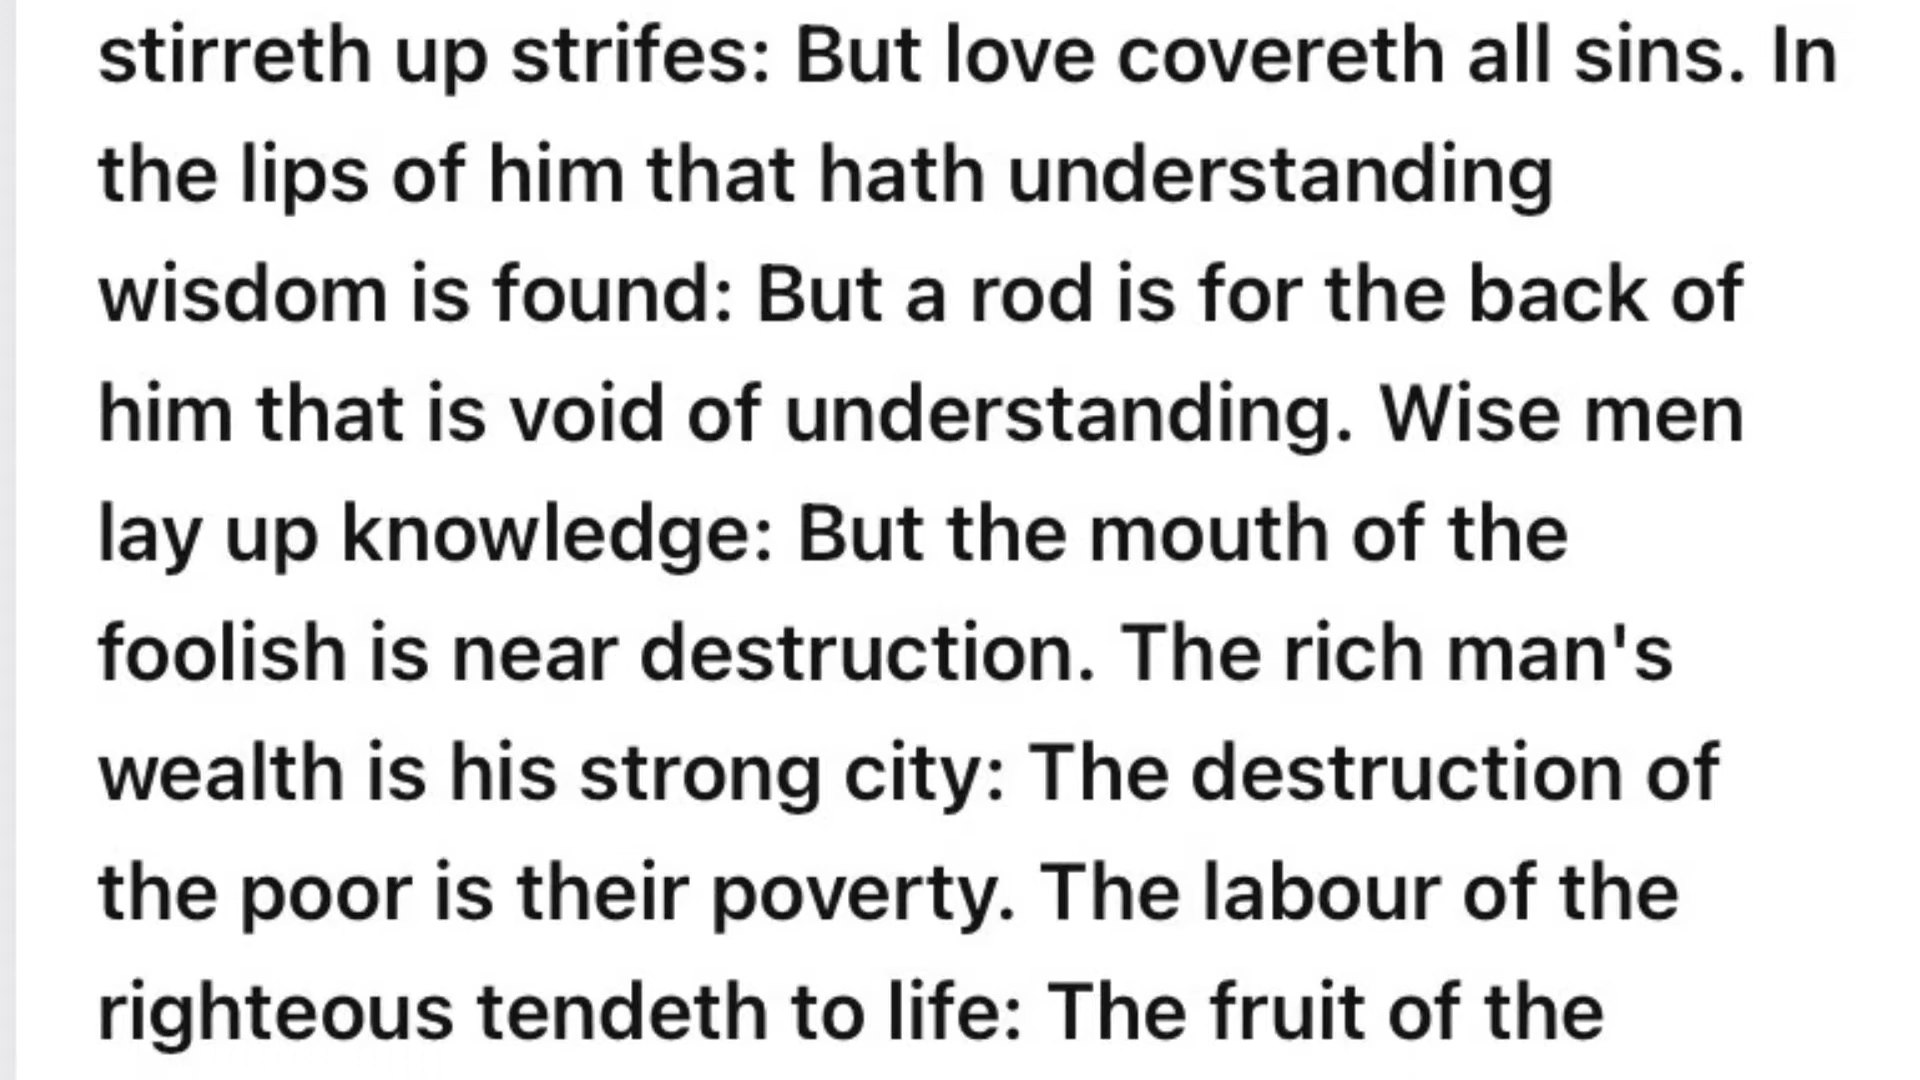 stirreth up strifes: But love covereth all sins. In
the lips of him that hath understanding
wisdom is found: But a rod is for the back of
him that is void of understanding. Wise men
lay up knowledge: But the mouth of the
foolish is near destruction. The rich man's
wealth is his strong city: The destruction of
the poor is their poverty. The labour of the
righteous tendeth to life: The fruit of the